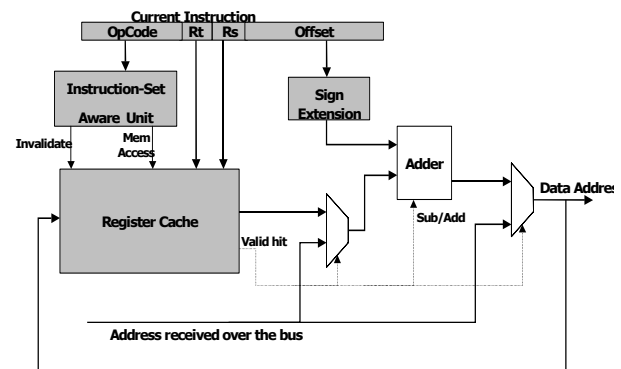 Current Instruction
OpCode Rt Rs Offset
Instruction-Set
Aware Unit
Sign
Extension
Invalidate
Mem
Access
Adder
Data Addres
Register Cache
Sub/Add
Valid hit
Address received over the bus